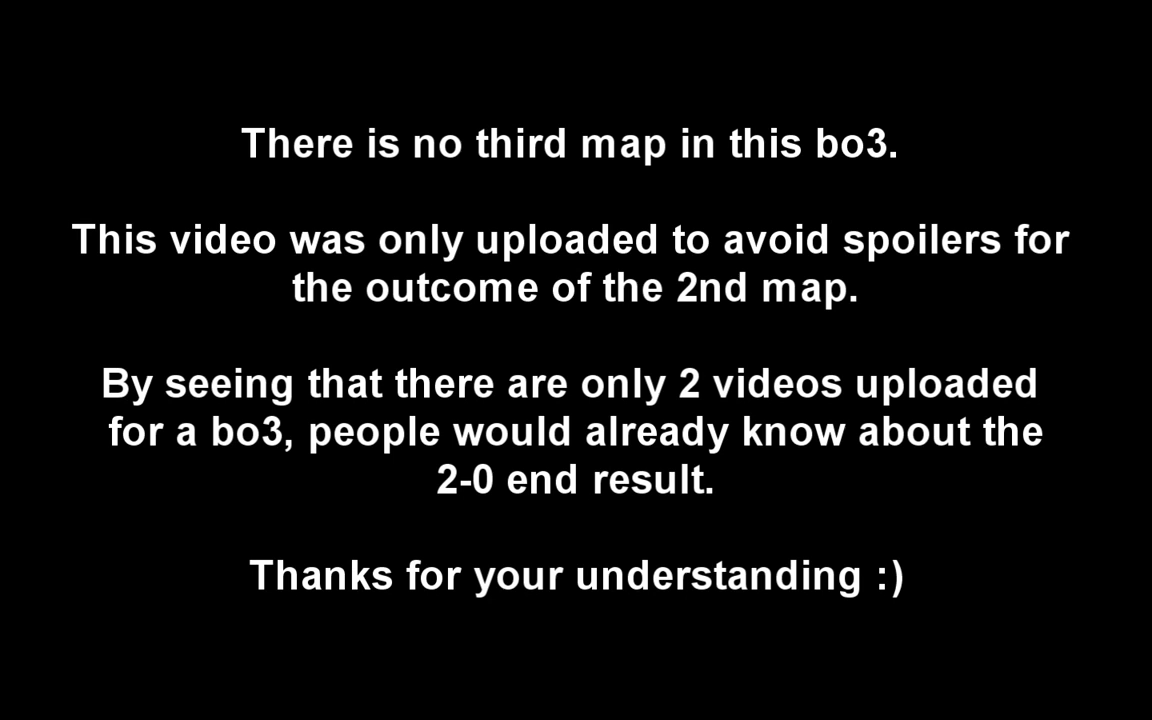 There is no third map in this bo3.
This video was only uploaded to avoid spoilers for
the outcome of the 2nd map.
By seeing that there are only 2 videos uploaded
for a bo3, people would already know about the
2-0 end result.
Thanks for your understanding :)